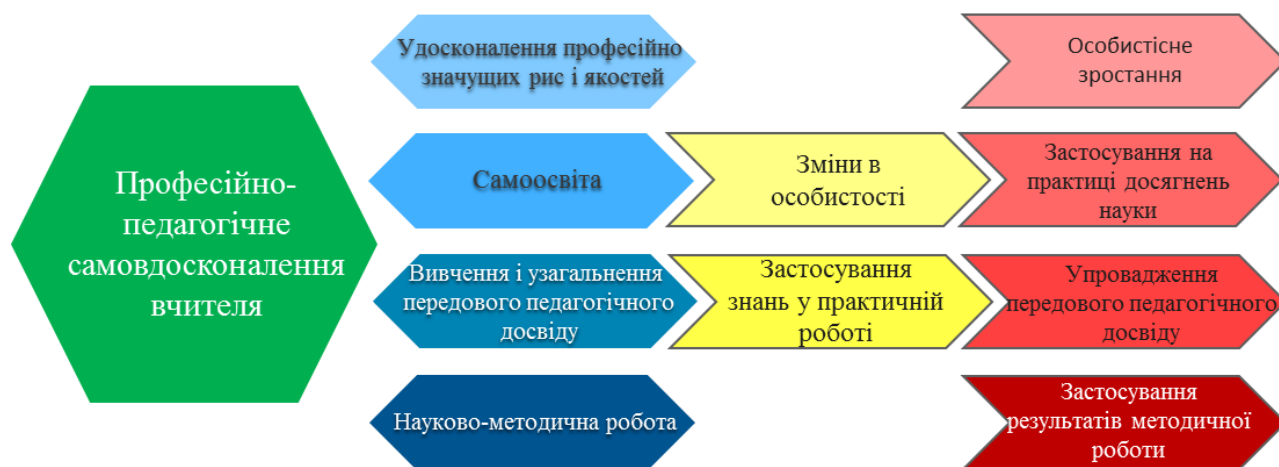 Професійно-
педагогічне
самовдосконалення
вчителя
Удосконалення професійно
значущих рис і якостей
Особистісне
зростання
Самоосвіта
Зміни в
особистості
Застосування на
практиці досягнень
науки
Вивчення і узагальнення
передового педагогічного
досвіду
Застосування
знань у практичній
роботі
Упровадження
передового педагогічного
досвіду
Науково-методична робота
Застосування
результатів методичної
роботи